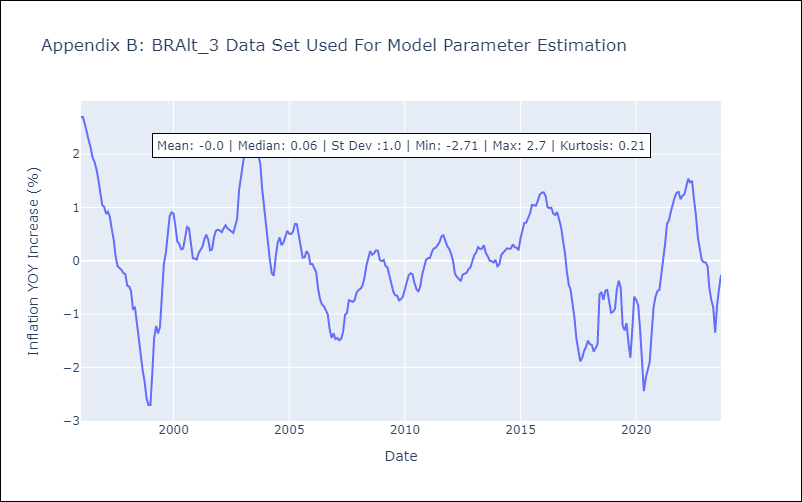 Appendix B: BRAlt_3 Data Set Used For Model Parameter Estimation
Mean: -0.0 | Median: 0.06 | St Dev :1.0 | Min: -2.71 | Max: 2.7 | Kurtosis: 0.21
Inflation YOY Increase (%)
2
1
0
−1
−2
−3
2000 2005 2010 2015 2020
Date